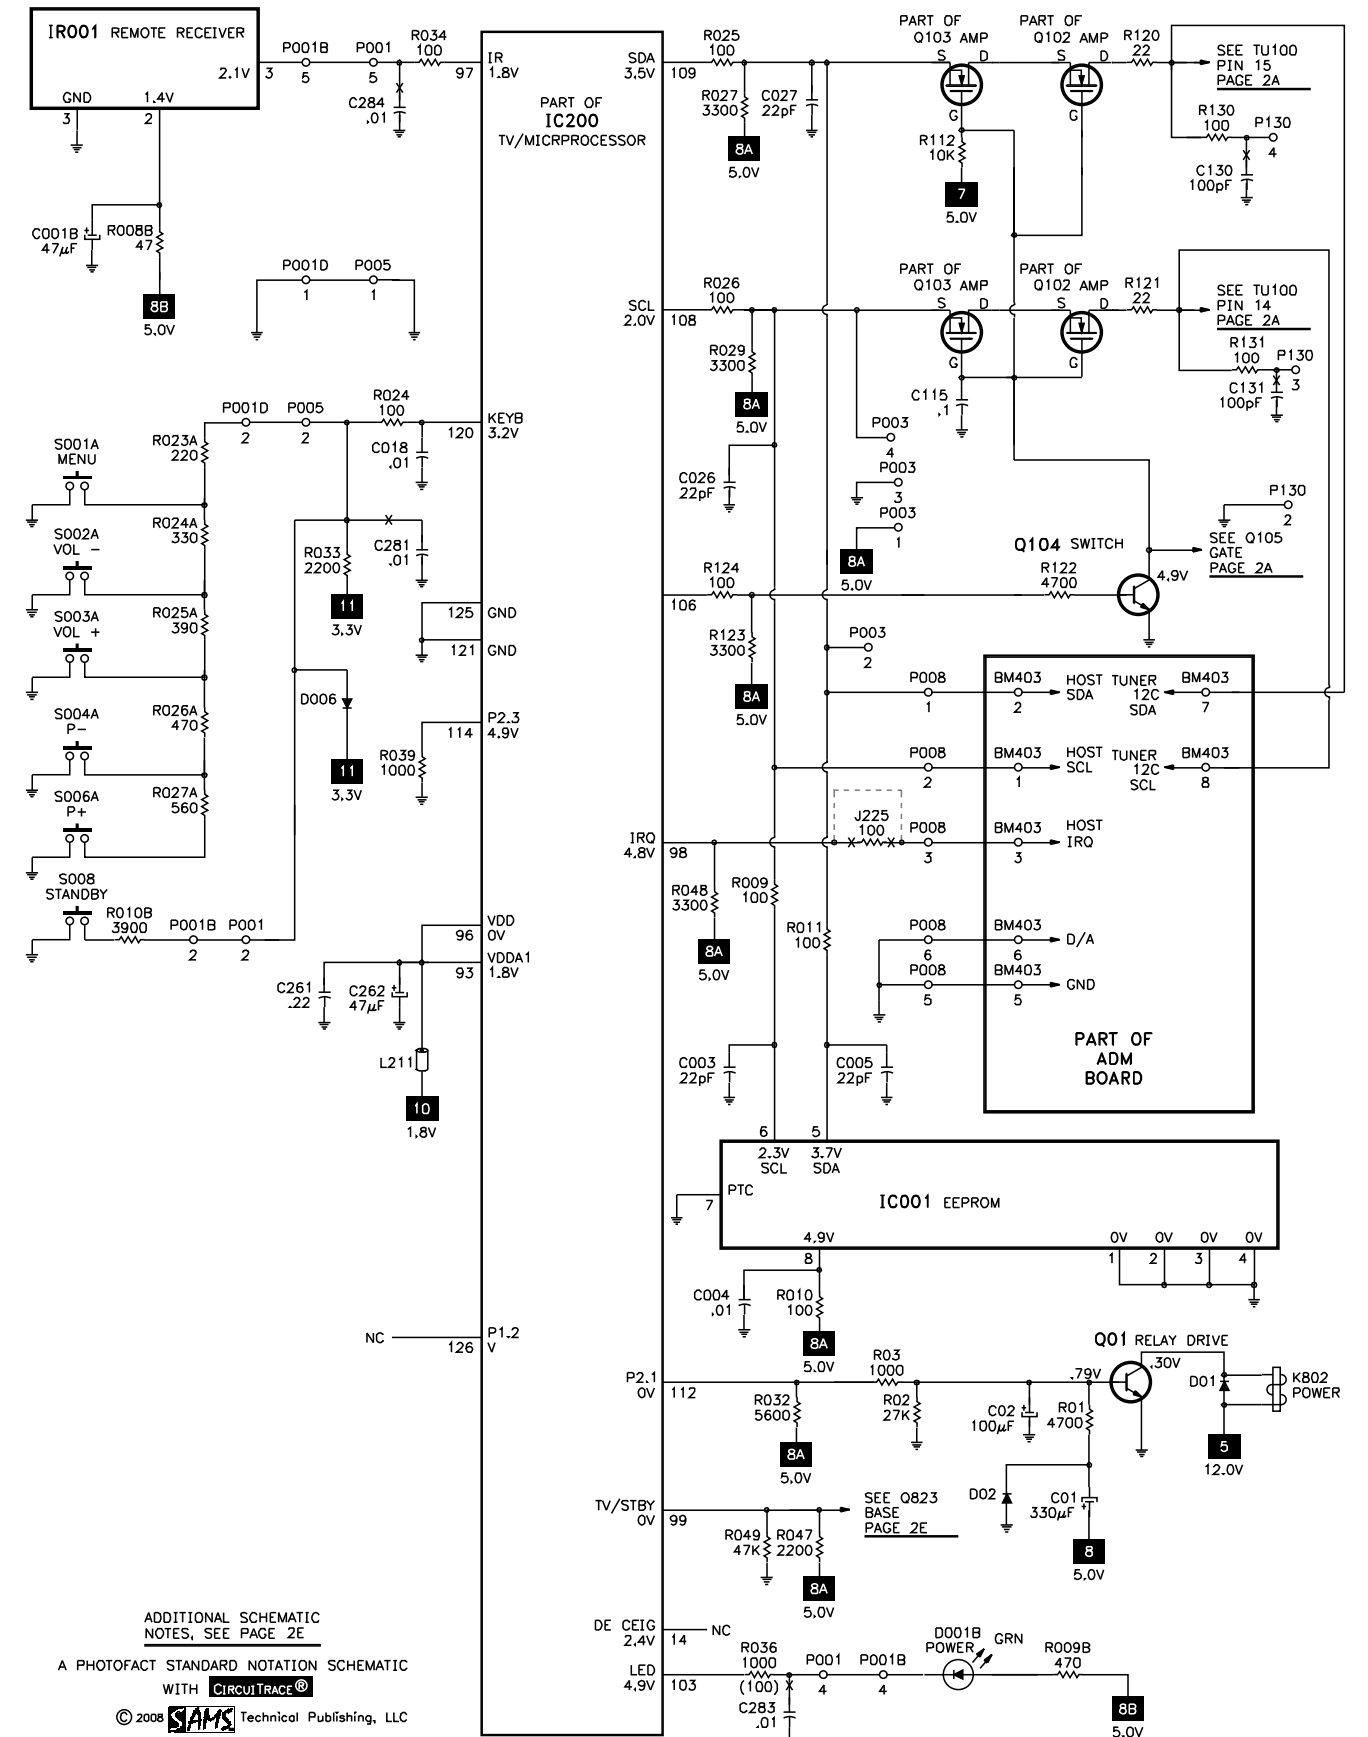 IR001 REMOTE RECEIVER
2.1V
3
GND
3
1.4V
2
P001B
5
P001
5
R034
100
C284
.01
97
IR
1.8V
PART OF
IC200
TV/MICRPROCESSOR
SDA
3.5V
109
R025
100
R027
3300
8A
5.0V
C027
22pF
PART OF
Q103 AMP
S
D
G
PART OF
Q102 AMP
S
D
G
R120
22
SEE TU100
PIN 15
PAGE 2A
R130
100
P130
4
C130
100pF
R112
10K
7
5.0V
C001B
47µF
R008B
47
8B
5.0V
P001D
1
P005
1
SCL
2.0V
108
R026
100
R029
3300
8A
5.0V
PART OF
Q103 AMP
S
D
G
PART OF
Q102 AMP
S
D
G
R121
22
SEE TU100
PIN 14
PAGE 2A
R131
100
P130
3
C131
100pF
C115
.1
P003
4
P003
3
P003
1
8A
5.0V
C026
22pF
P130
2
SEE Q105
GATE
PAGE 2A
Q104 SWITCH
4.9V
R122
4700
R124
100
106
R123
3300
8A
5.0V
P003
2
S001A
MENU
R023A
220
P001D
2
P005
2
R024
100
C018
.01
120
KEYB
3.2V
S002A
VOL -
R024A
330
R033
2200
11
3.3V
C281
.01
S003A
VOL +
R025A
390
125
GND
121
GND
S004A
P-
R026A
470
D006
11
3.3V
R039
1000
114
P2.3
4.9V
S006A
P+
R027A
560
S008
STANDBY
R010B
3900
P001B
2
P001
2
P008
1
BM403
2
HOST
SDA
TUNER
12C
SDA
BM403
7
P008
2
BM403
1
HOST
SCL
TUNER
12C
SCL
BM403
8
IRQ
4.8V
98
J225
100
P008
3
BM403
3
HOST
IRQ
R048
3300
8A
5.0V
R009
100
R011
100
P008
6
BM403
6
D/A
P008
5
BM403
5
GND
PART OF
ADM
BOARD
96
VDD
0V
93
VDDA1
1.8V
C261
.22
C262
47µF
L211
10
1.8V
C003
22pF
C005
22pF
6
5
2.3V
SCL
3.7V
SDA
PTC
7
IC001 EEPROM
4.9V
8
0V
1
0V
2
0V
3
0V
4
C004
.01
R010
100
8A
5.0V
NC
126
P1.2
V
P2.1
0V
112
R03
1000
R032
5600
8A
5.0V
R02
27K
C02
100µF
.79V
R01
4700
Q01 RELAY DRIVE
.30V
D01
K802
POWER
5
12.0V
D02
C01
330µF
8
5.0V
TV/STBY
0V
99
SEE Q823
BASE
PAGE 2E
R049
47K
R047
2200
8A
5.0V
DE CEIG
2.4V
14
NC
LED
4.9V
103
R036
1000
(100)
C283
.01
P001
4
P001B
4
D001B
POWER
GRN
R009B
470
8B
5.0V
ADDITIONAL SCHEMATIC
NOTES, SEE PAGE 2E
A PHOTOFACT STANDARD NOTATION SCHEMATIC
WITH CIRCUITRACE®
© 2008 SAMS Technical Publishing, LLC